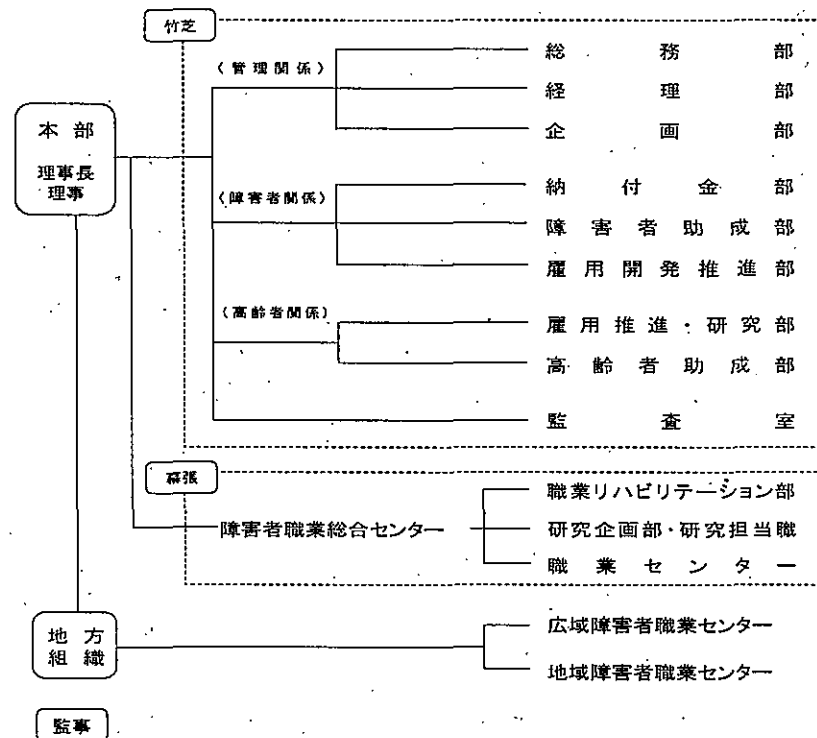 竹芝
(管理関係)
総務部
経理部
企画部
本部
理事長
理事
(障害者関係)
納付金部
障害者助成部
雇用開発推進部
(高齢者関係)
雇用推進・研究部
高齢者助成部
監査室
幕張
障害者職業総合センター
職業リハビリテーション部
研究企画部・研究担当職
職業センター
地方
組織
広域障害者職業センター
地域障害者職業センター
監事